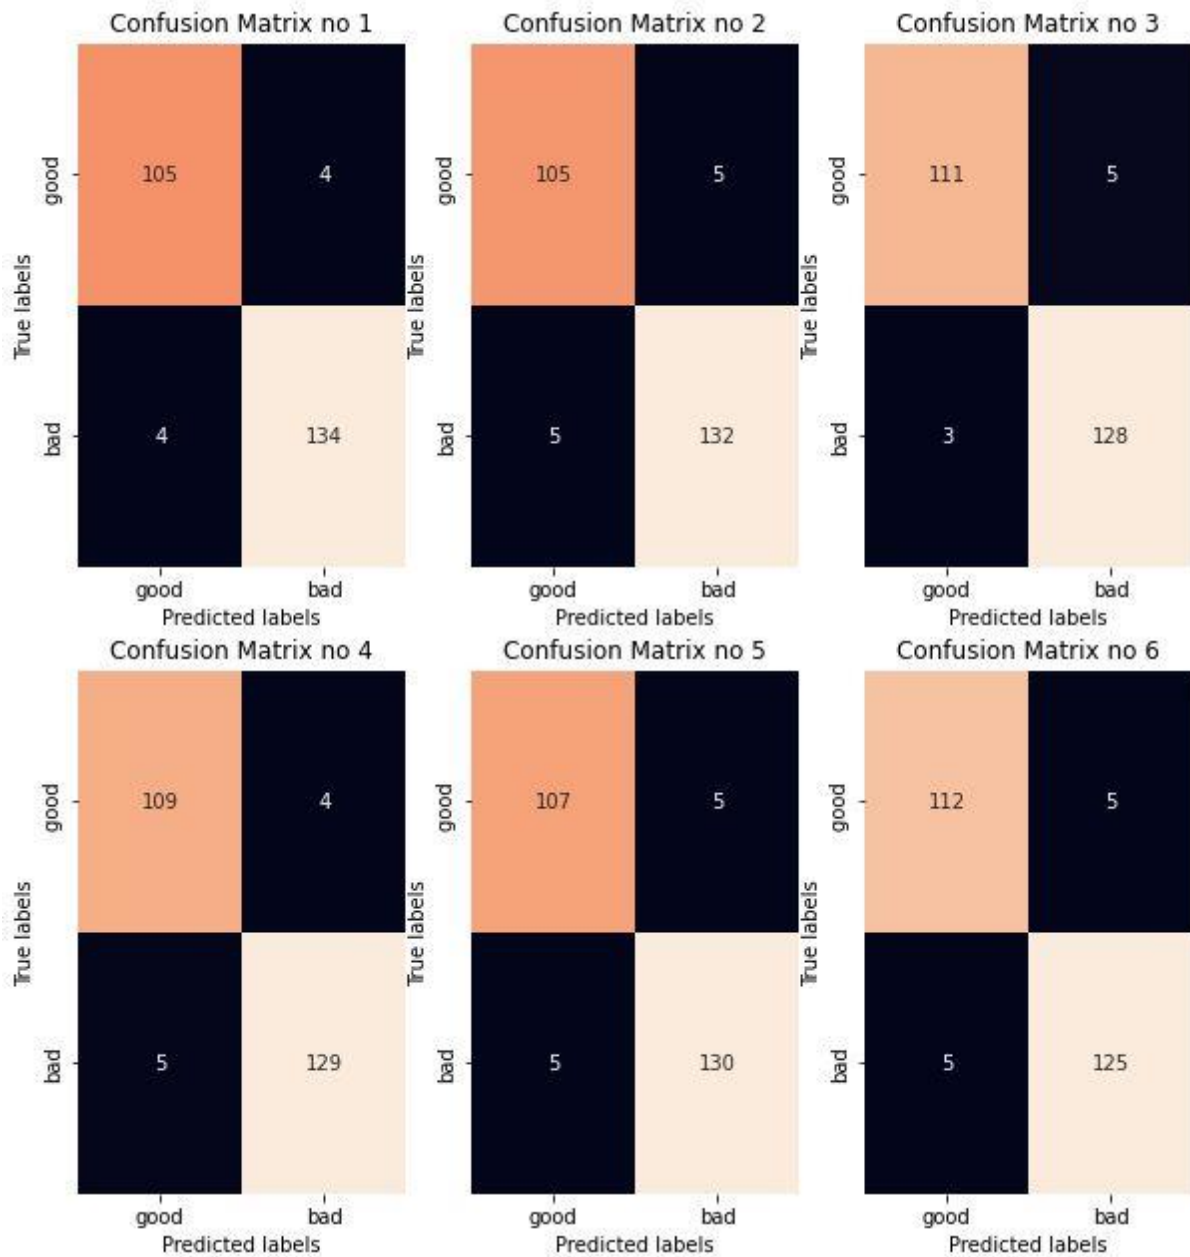 Confusion Matrix no 1
good
105
4
True labels
bad
4
134
good
bad
Predicted labels
Confusion Matrix no 2
good
105
5
True labels
bad
5
132
good
bad
Predicted labels
Confusion Matrix no 3
good
111
5
True labels
bad
3
128
good
bad
Predicted labels
Confusion Matrix no 4
good
109
4
True labels
bad
5
129
good
bad
Predicted labels
Confusion Matrix no 5
good
107
5
True labels
bad
5
130
good
bad
Predicted labels
Confusion Matrix no 6
good
112
5
True labels
bad
5
125
good
bad
Predicted labels